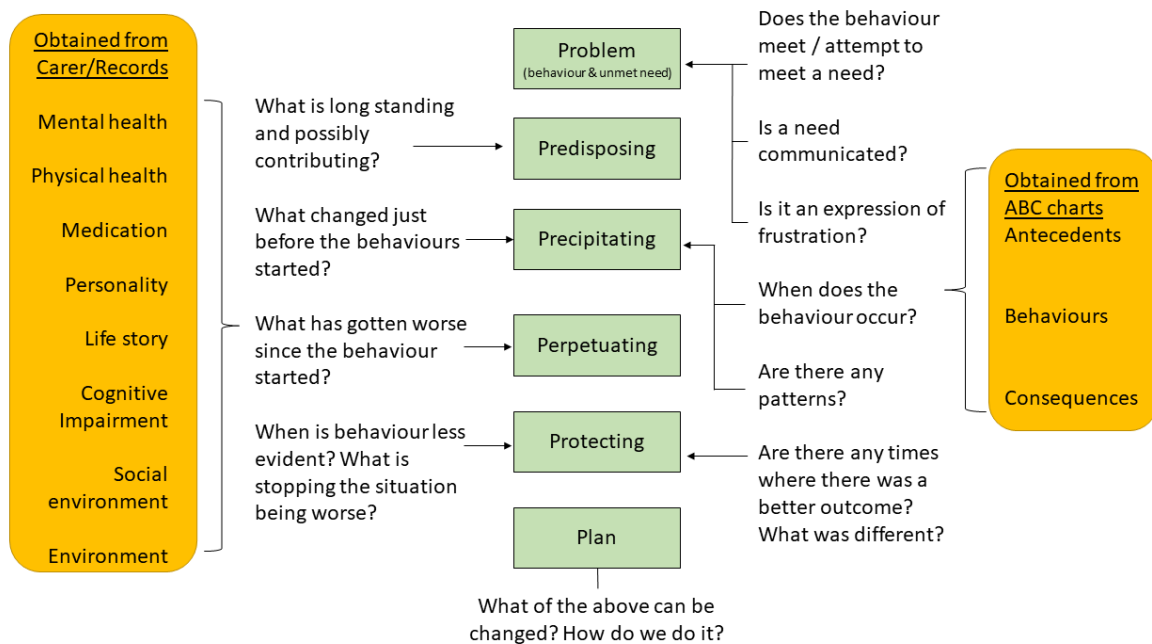 Obtained from
Carer/Records
Mental health
Physical health
Medication
Personality
Life story
Cognitive
Impairment
Social
environment
Environment
What is long standing
and possibly
contributing?
What changed just
before the behaviours
started?
What has gotten worse
since the behaviour
started?
When is behaviour less
evident? What is
stopping the situation
being worse?
Problem
(behaviour & unmet need)
Predisposing
Precipitating
Perpetuating
Protecting
Plan
What of the above can be
changed? How do we do it?
Does the behaviour
meet / attempt to
meet a need?
Is a need
communicated?
Is it an expression of
frustration?
When does the
behaviour occur?
Are there any
patterns?
Are there any times
where there was a
better outcome?
What was different?
Obtained from
ABC charts
Antecedents
Behaviours
Consequences